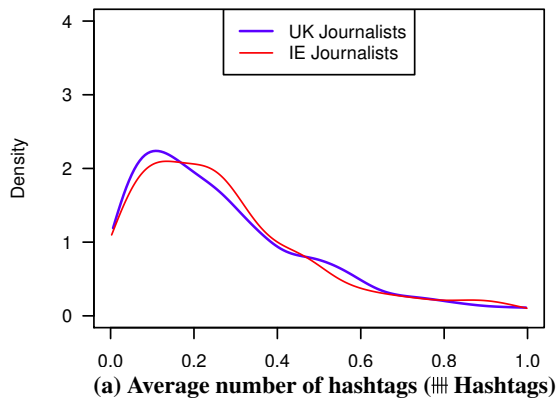 4
UK Journalists
IE Journalists
3
Density
2
1
0
0.0 0.2 0.4 0.6 0.8 1.0
(a) Average number of hashtags (## Hashtags)